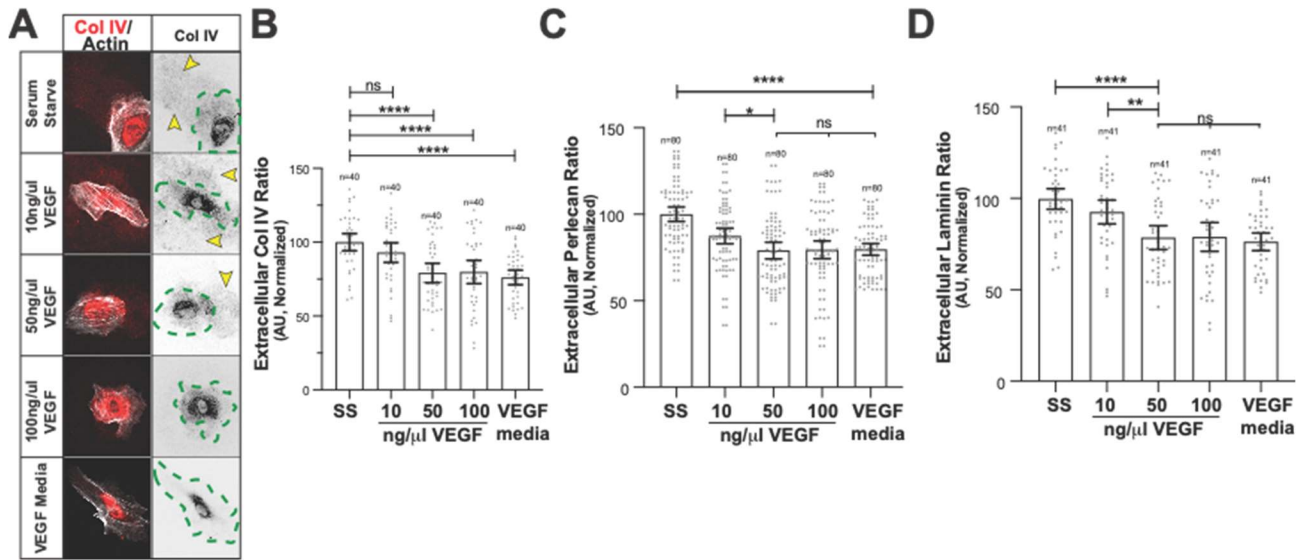 A
Col IV/
Actin
Col IV
Serum
Starve
10ng/ul
VEGF
50ng/ul
VEGF
100ng/ul
VEGF
VEGF Media
B
ns
****
****
****
n=40
n=40
n=40
n=40
n=40
Extracellular Col IV Ratio
(AU, Normalized)
150
100
50
0
SS
10
50
100
VEGF
media
ng/μl VEGF
C
****
*
ns
n=80
n=80
n=80
n=80
n=80
Extracellular Perlecan Ratio
(AU, Normalized)
150
100
50
0
SS
10
50
100
VEGF
media
ng/μl VEGF
D
****
**
ns
n=41
n=41
n=41
n=41
n=41
Extracellular Laminin Ratio
(AU, Normalized)
150
100
50
0
SS
10
50
100
VEGF
media
ng/μl VEGF